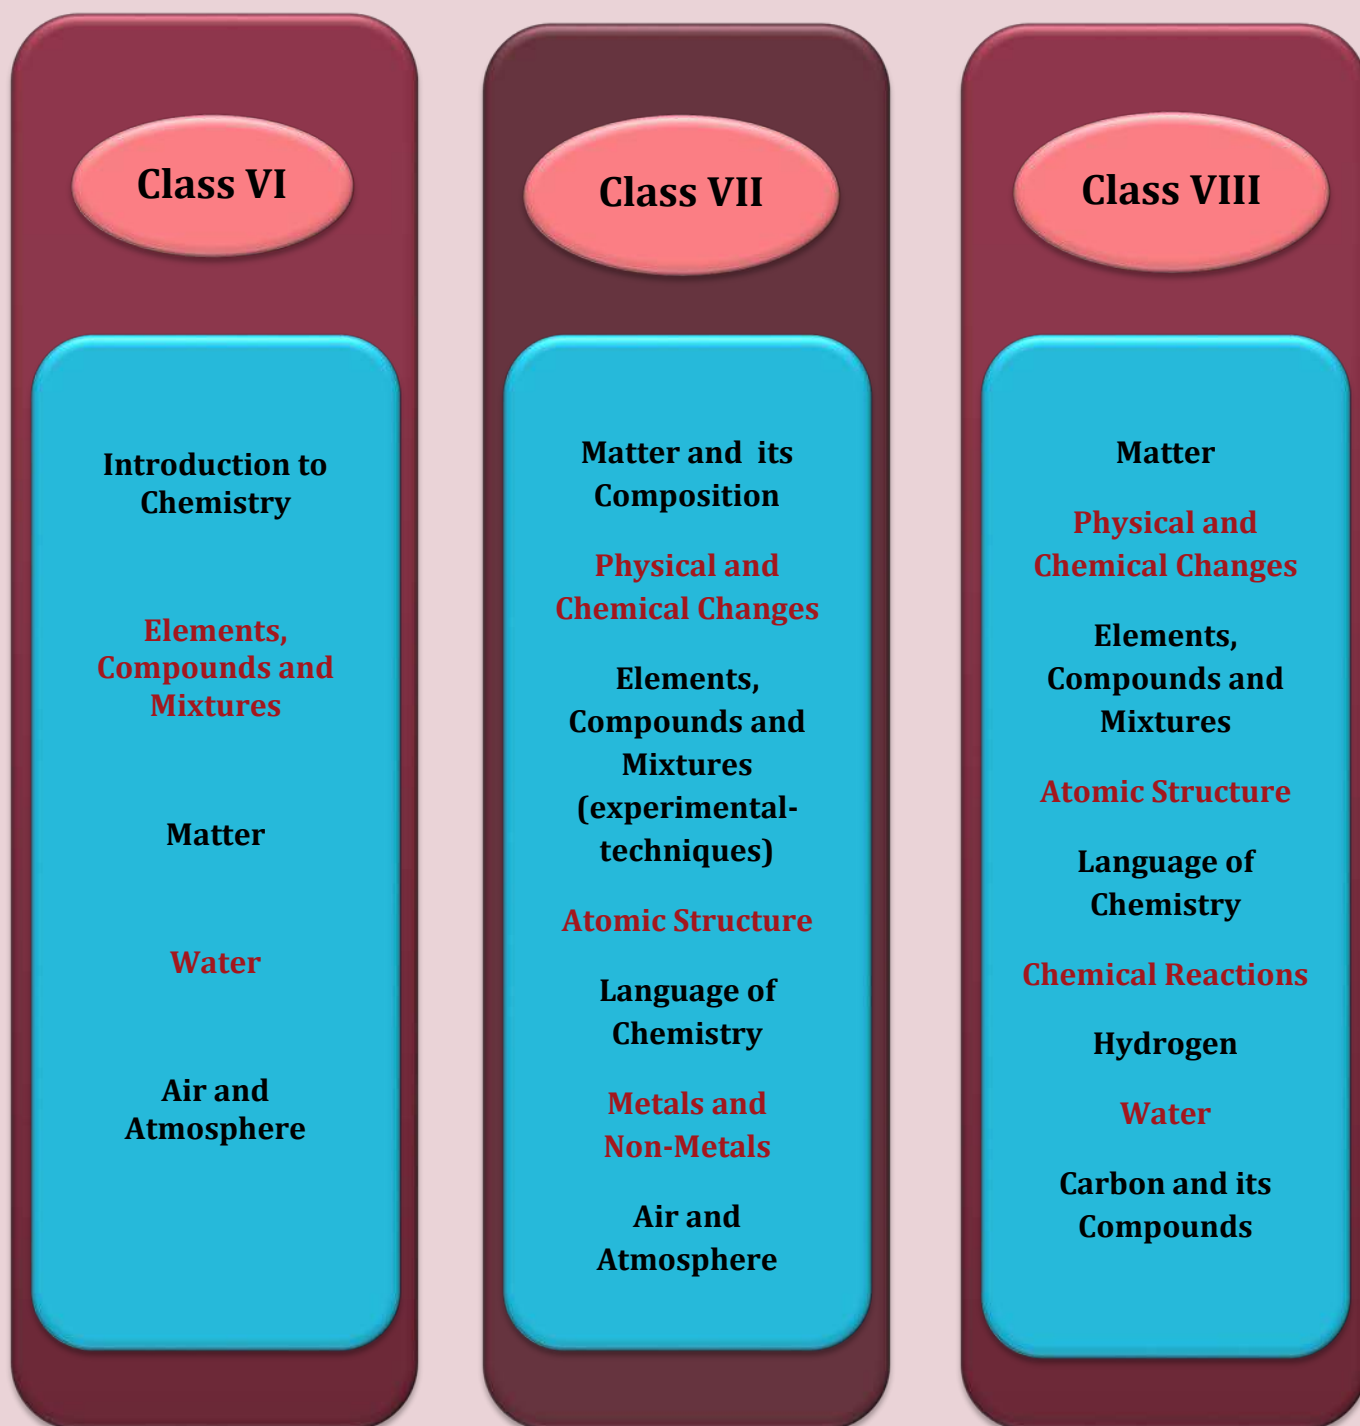 Class VI
Introduction to
Chemistry
Elements,
Compounds and
Mixtures
Matter
Water
Air and
Atmosphere
Class VII
Matter and its
Composition
Physical and
Chemical Changes
Elements,
Compounds and
Mixtures
(experimental-
techniques)
Atomic Structure
Language of
Chemistry
Metals and
Non-Metals
Air and
Atmosphere
Class VIII
Matter
Physical and
Chemical Changes
Elements,
Compounds and
Mixtures
Atomic Structure
Language of
Chemistry
Chemical Reactions
Hydrogen
Water
Carbon and its
Compounds